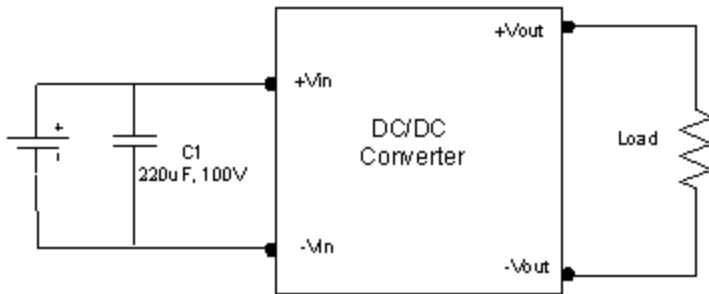 +Vout
+Vin
+
DC/DC
Converter
Load
C1
220uF, 100V
-
-Vin
-Vout